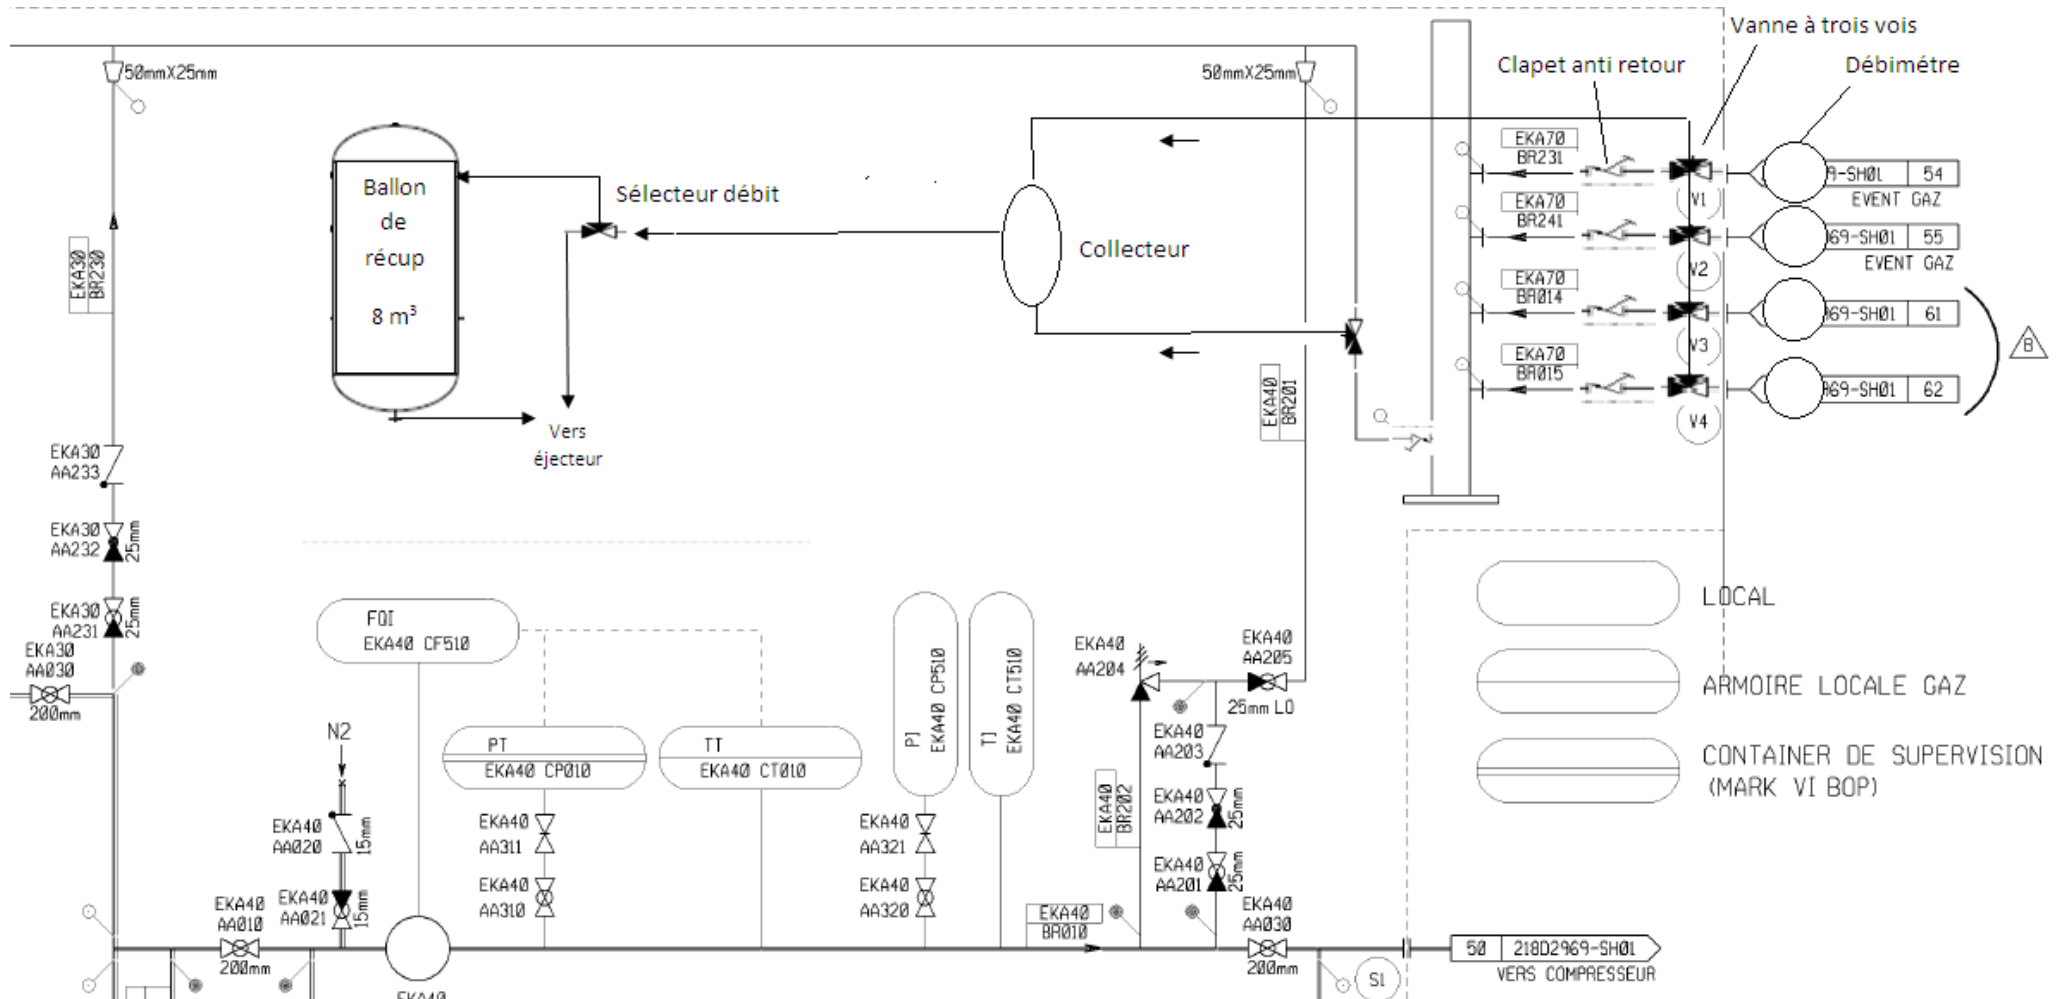 Vanne à trois vois
Clapet anti retour
Débimétre
50mmX25mm
50mmX25mm
EKA70
BR231
9-SH01 54
EVENT GAZ
V1
EKA70
BR241
69-SH01 55
EVENT GAZ
V2
EKA70
BR014
69-SH01 61
V3
EKA70
BR015
969-SH01 62
V4
B
Ballon
de
récup
8 m³
Sélecteur débit
Collecteur
Vers
éjecteur
EKA30
BR230
EKA40
BR201
EKA30
AA233
EKA30
AA232
25mm
EKA30
AA231
25mm
EKA30
AA030
200mm
FQI
EKA40 CF510
PT
EKA40 CP010
TT
EKA40 CT010
PI
EKA40 CP510
TI
EKA40 CT510
N2
EKA40
AA020
15mm
EKA40
AA021
15mm
EKA40
AA010
200mm
EKA40
EKA40
AA311
EKA40
AA310
EKA40
AA321
EKA40
AA320
EKA40
BR010
EKA40
BR202
EKA40
AA204
EKA40
AA205
25mm LO
EKA40
AA203
EKA40
AA202
25mm
EKA40
AA201
25mm
EKA40
AA030
200mm
S1
50 218D2969-SH01
VERS COMPRESSEUR
LOCAL
ARMOIRE LOCALE GAZ
CONTAINER DE SUPERVISION
(MARK VI BOP)